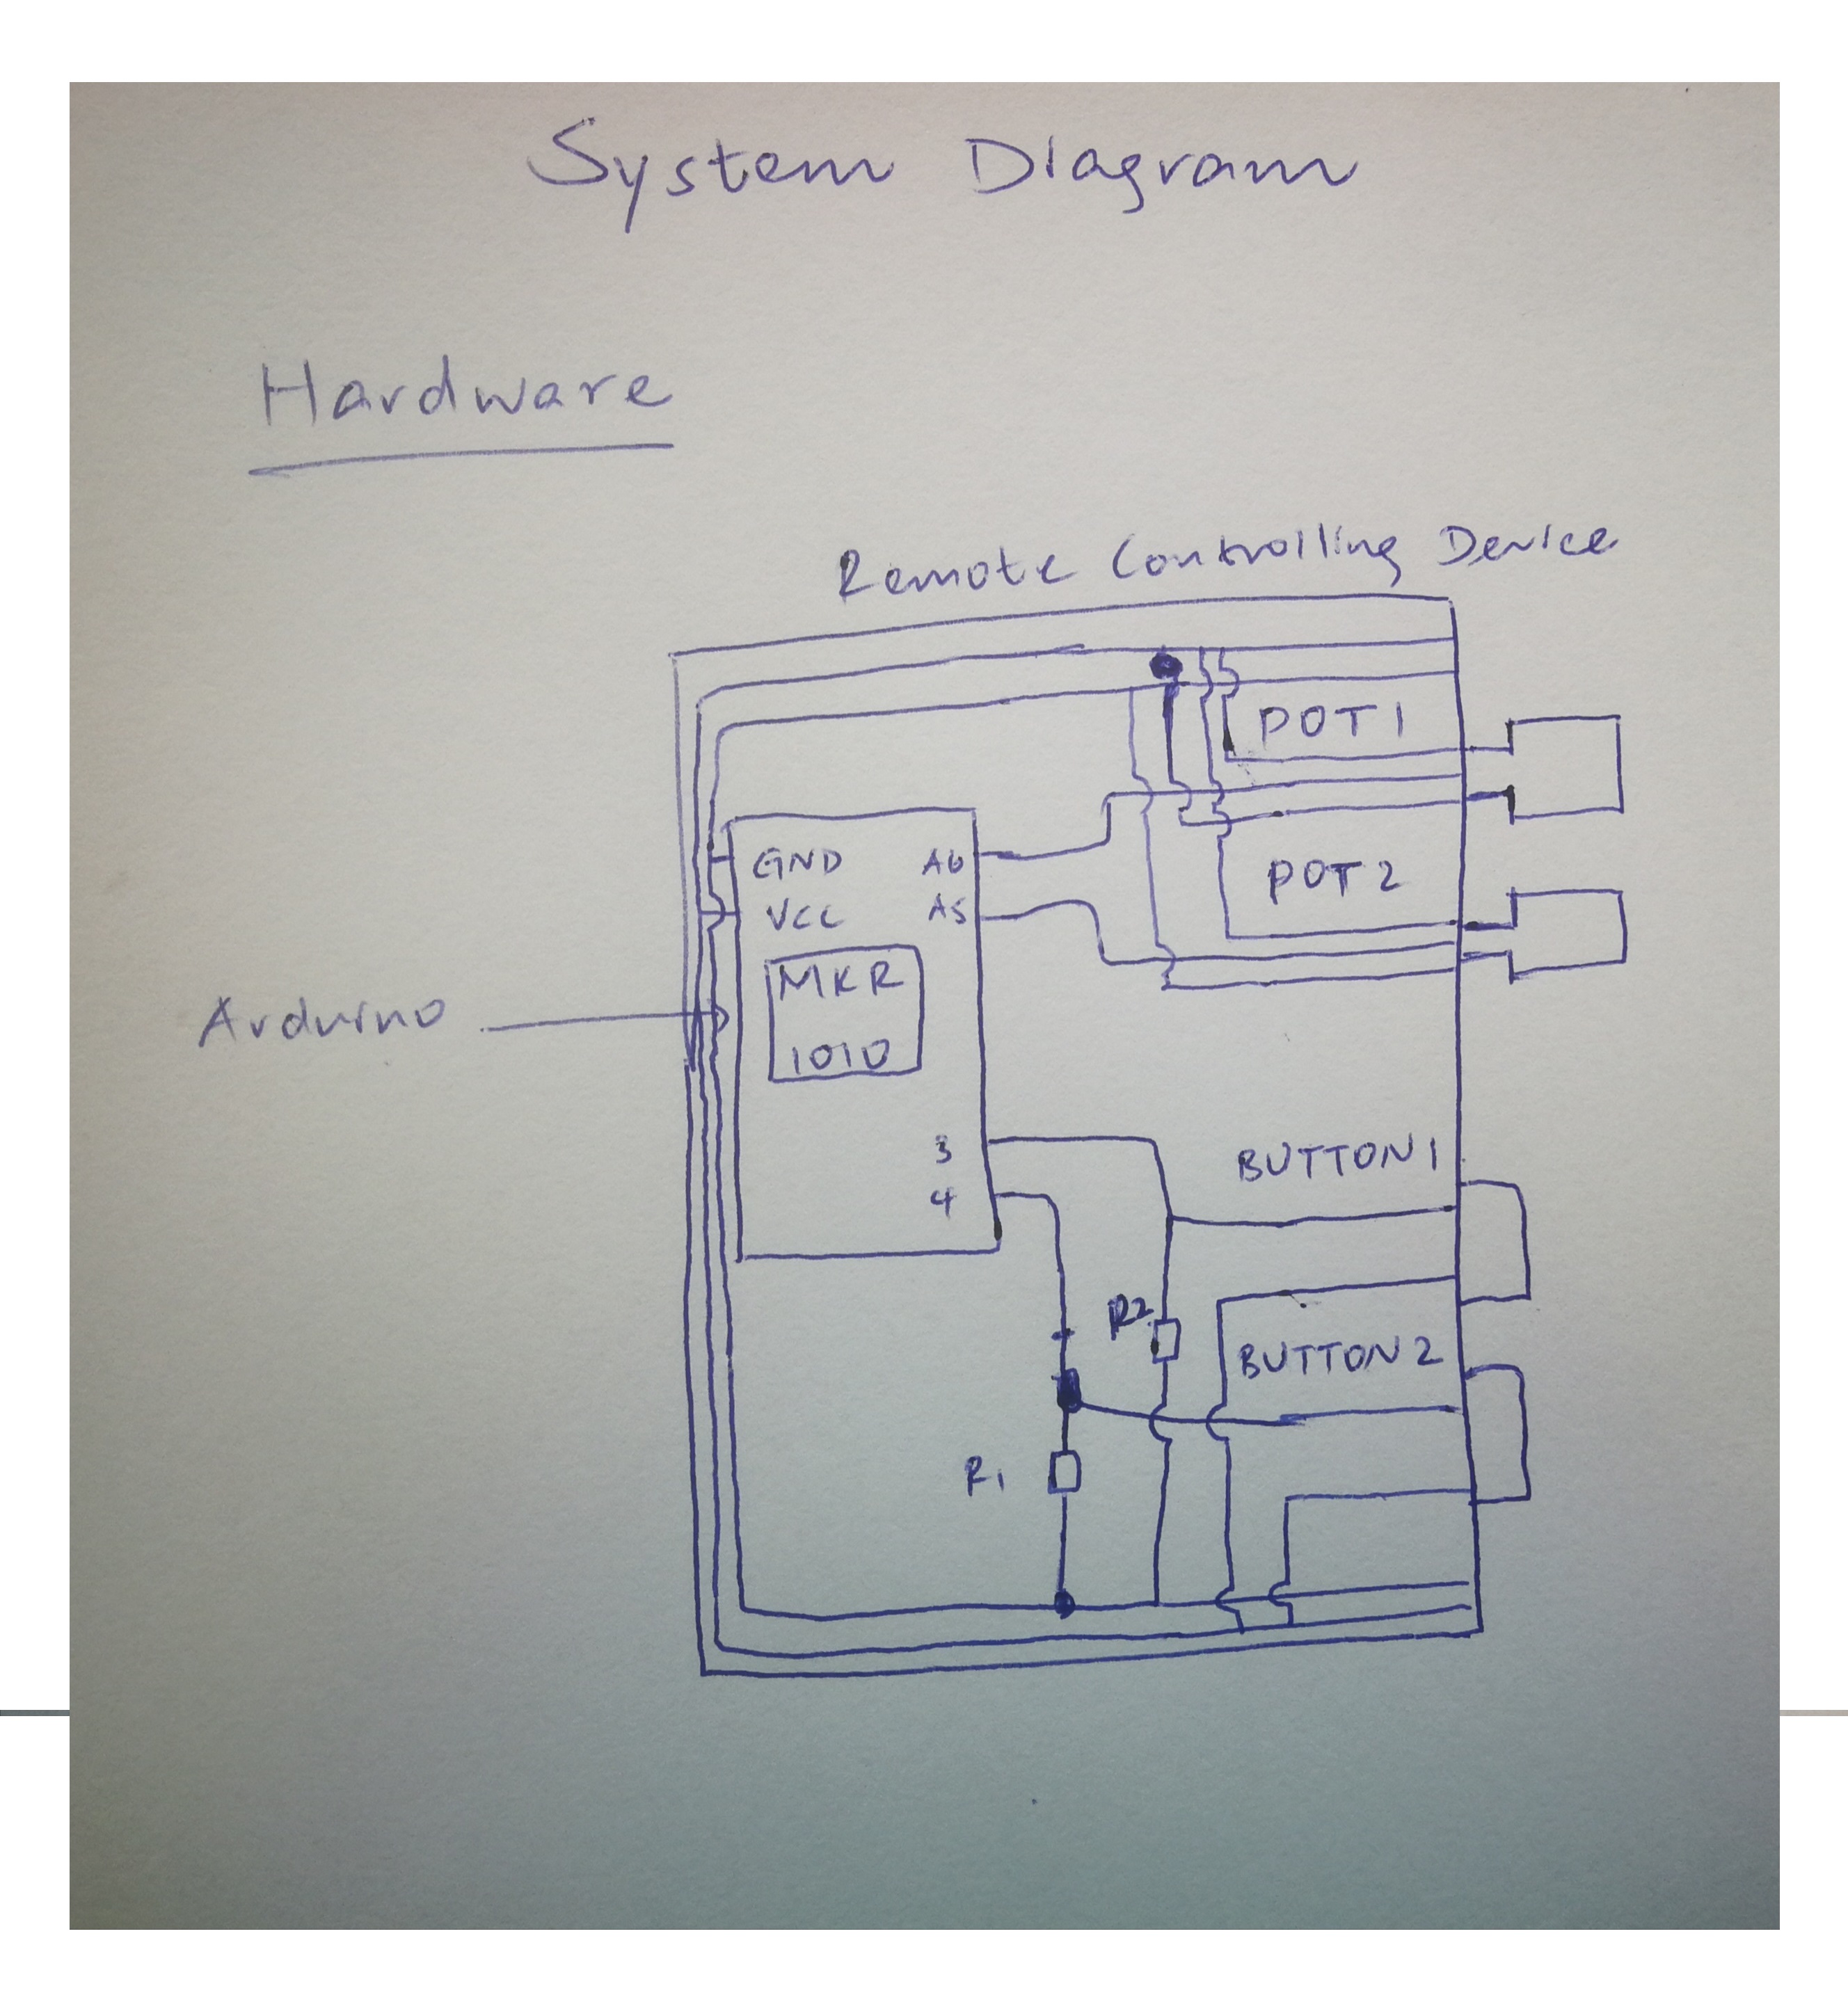 System Diagram
Hardware
Remote Controlling Device
POT1
GND A6
POT2
VCC A5
MKR
Arduino
1010
3
BUTTON1
4
R2
BUTTON2
R1